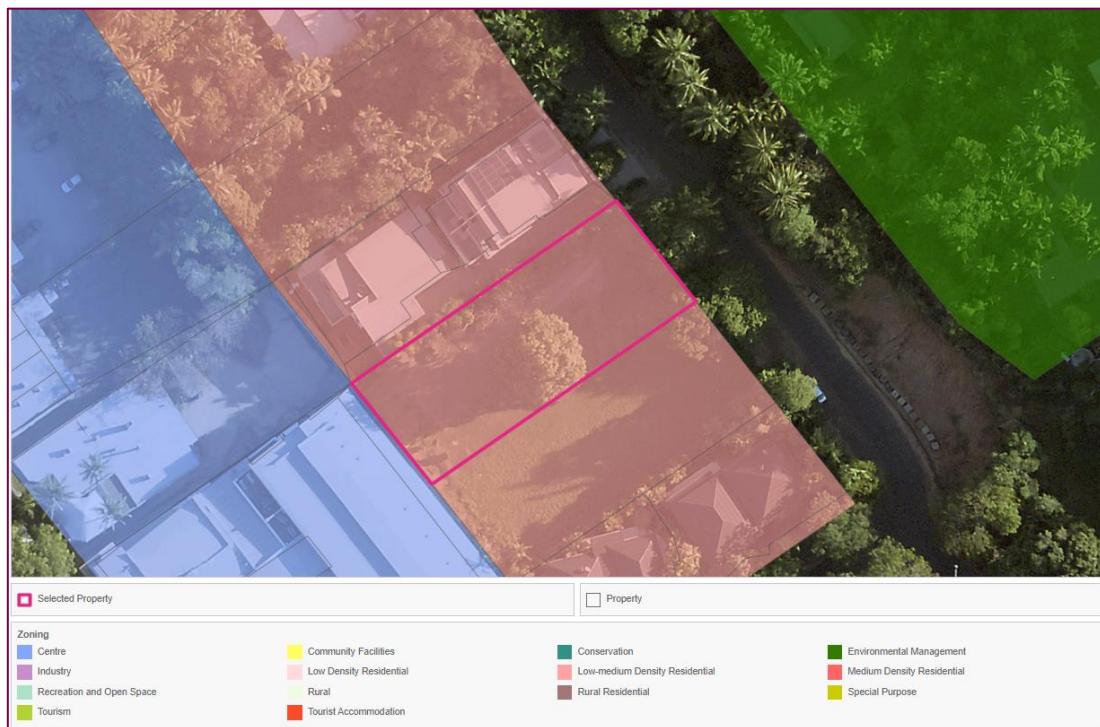 Selected Property
Property
Zoning
Centre
Community Facilities
Conservation
Environmental Management
Industry
Low Density Residential
Low-medium Density Residential
Medium Density Residential
Recreation and Open Space
Rural
Rural Residential
Special Purpose
Tourism
Tourist Accommodation